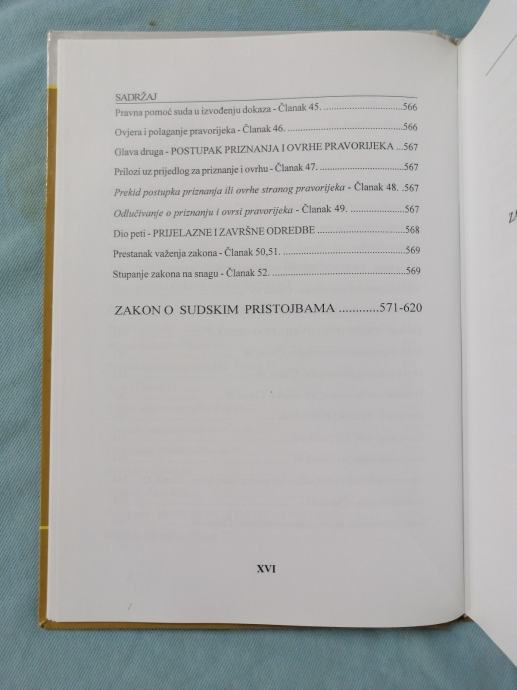 SADRŽAJ
Pravna pomoć suda u izvođenju dokaza - Članak 45. ........................566
Ovjera i polaganje pravorijeka - Članak 46. ....................................566
Glava druga - POSTUPAK PRIZNANJA I OVRHE PRAVORIJEKA ..567
Prilozi uz prijedlog za priznanje i ovrhu - Članak 47. ..........................567
Prekid postupka priznanja ili ovrhe stranog pravorijeka - Članak 48. .567
Odlučivanje o priznanju i ovrsi pravorijeka - Članak 49. ..................567
Dio peti - PRIJELAZNE I ZAVRŠNE ODREDBE ..........................568
Prestanak važenja zakona - Članak 50,51. ........................................569
Stupanje zakona na snagu - Članak 52. .............................................569
ZAKON O SUDSKIM PRISTOJBAMA ............571-620
XVI